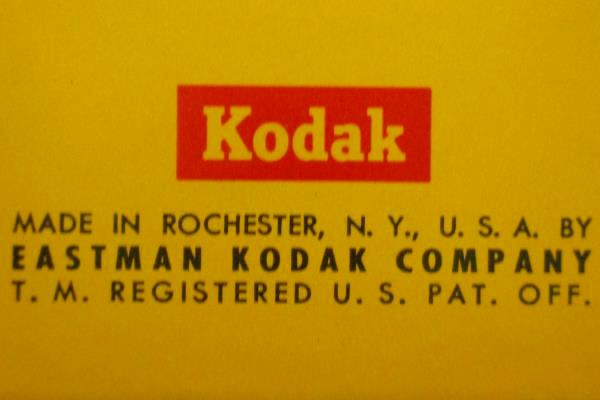 Kodak
MADE IN ROCHESTER, N. Y., U. S. A. BY
EASTMAN KODAK COMPANY
T. M. REGISTERED U. S. PAT. OFF.